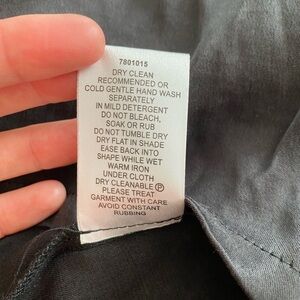 7801015
DRY CLEAN
RECOMMENDED OR
COLD GENTLE HAND WASH
SEPARATELY
IN MILD DETERGENT
DO NOT BLEACH,
SOAK OR RUB
DO NOT TUMBLE DRY
DRY FLAT IN SHADE
EASE BACK INTO
SHAPE WHILE WET
WARM IRON
UNDER CLOTH
DRY CLEANABLE Ⓟ
PLEASE TREAT
GARMENT WITH CARE
AVOID CONSTANT
RUBBING